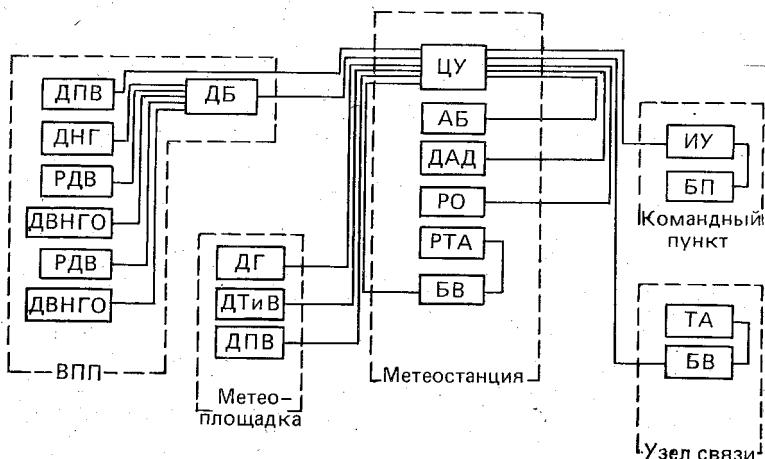 ДПВ
ДНГ
РДВ
ДВНГО
РДВ
ДВНГО
ДБ
ВПП
ДГ
ДТиВ
ДПВ
Метео-
площадка
ЦУ
АБ
ДАД
РО
РТА
БВ
Метеостанция
ИУ
БП
Командный
пункт
ТА
БВ
Узел связи